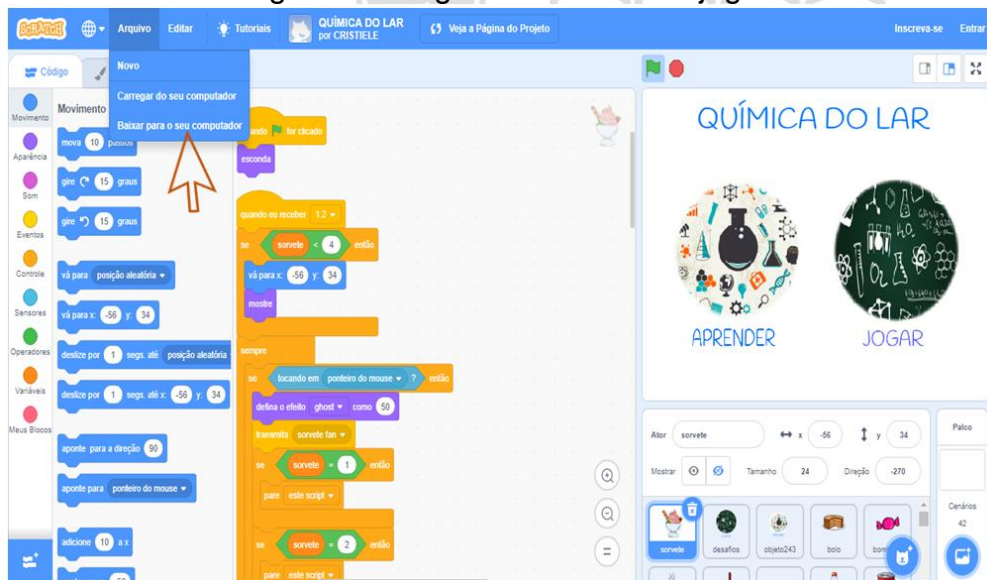 SCRATCH
Arquivo
Editar
Tutoriais
QUÍMICA DO LAR
por CRISTIELE
Veja a Página do Projeto
Inscreva-se
Entrar
Novo
Carregar do seu computador
Baixar para o seu computador
Código
Movimento
Aparência
Som
Eventos
Controle
Sensores
Operadores
Variáveis
Meus Blocos
Movimento
mova 10 passos
gire 15 graus
gire 15 graus
vá para posição aleatória
vá para x: -56 y: 34
deslize por 1 segs. até posição aleatória
deslize por 1 segs. até x: -56 y: 34
aponte para a direção 90
aponte para ponteiro do mouse
adicione 10 a x
for clicado
esconda
quando eu receber 1.2
se sorvete < 4 então
vá para x: -56 y: 34
mostre
sempre
se tocando em ponteiro do mouse ? então
defina o efeito ghost como 50
transmita sorvete fan
se sorvete = 1 então
pare este script
se sorvete = 2 então
pare este script
QUÍMICA DO LAR
APRENDER
JOGAR
Ator sorvete x -56 y 34
Mostrar Tamanho 24 Direção -270
sorvete
desafios
objeto243
bolo
Palco
Cenários
42